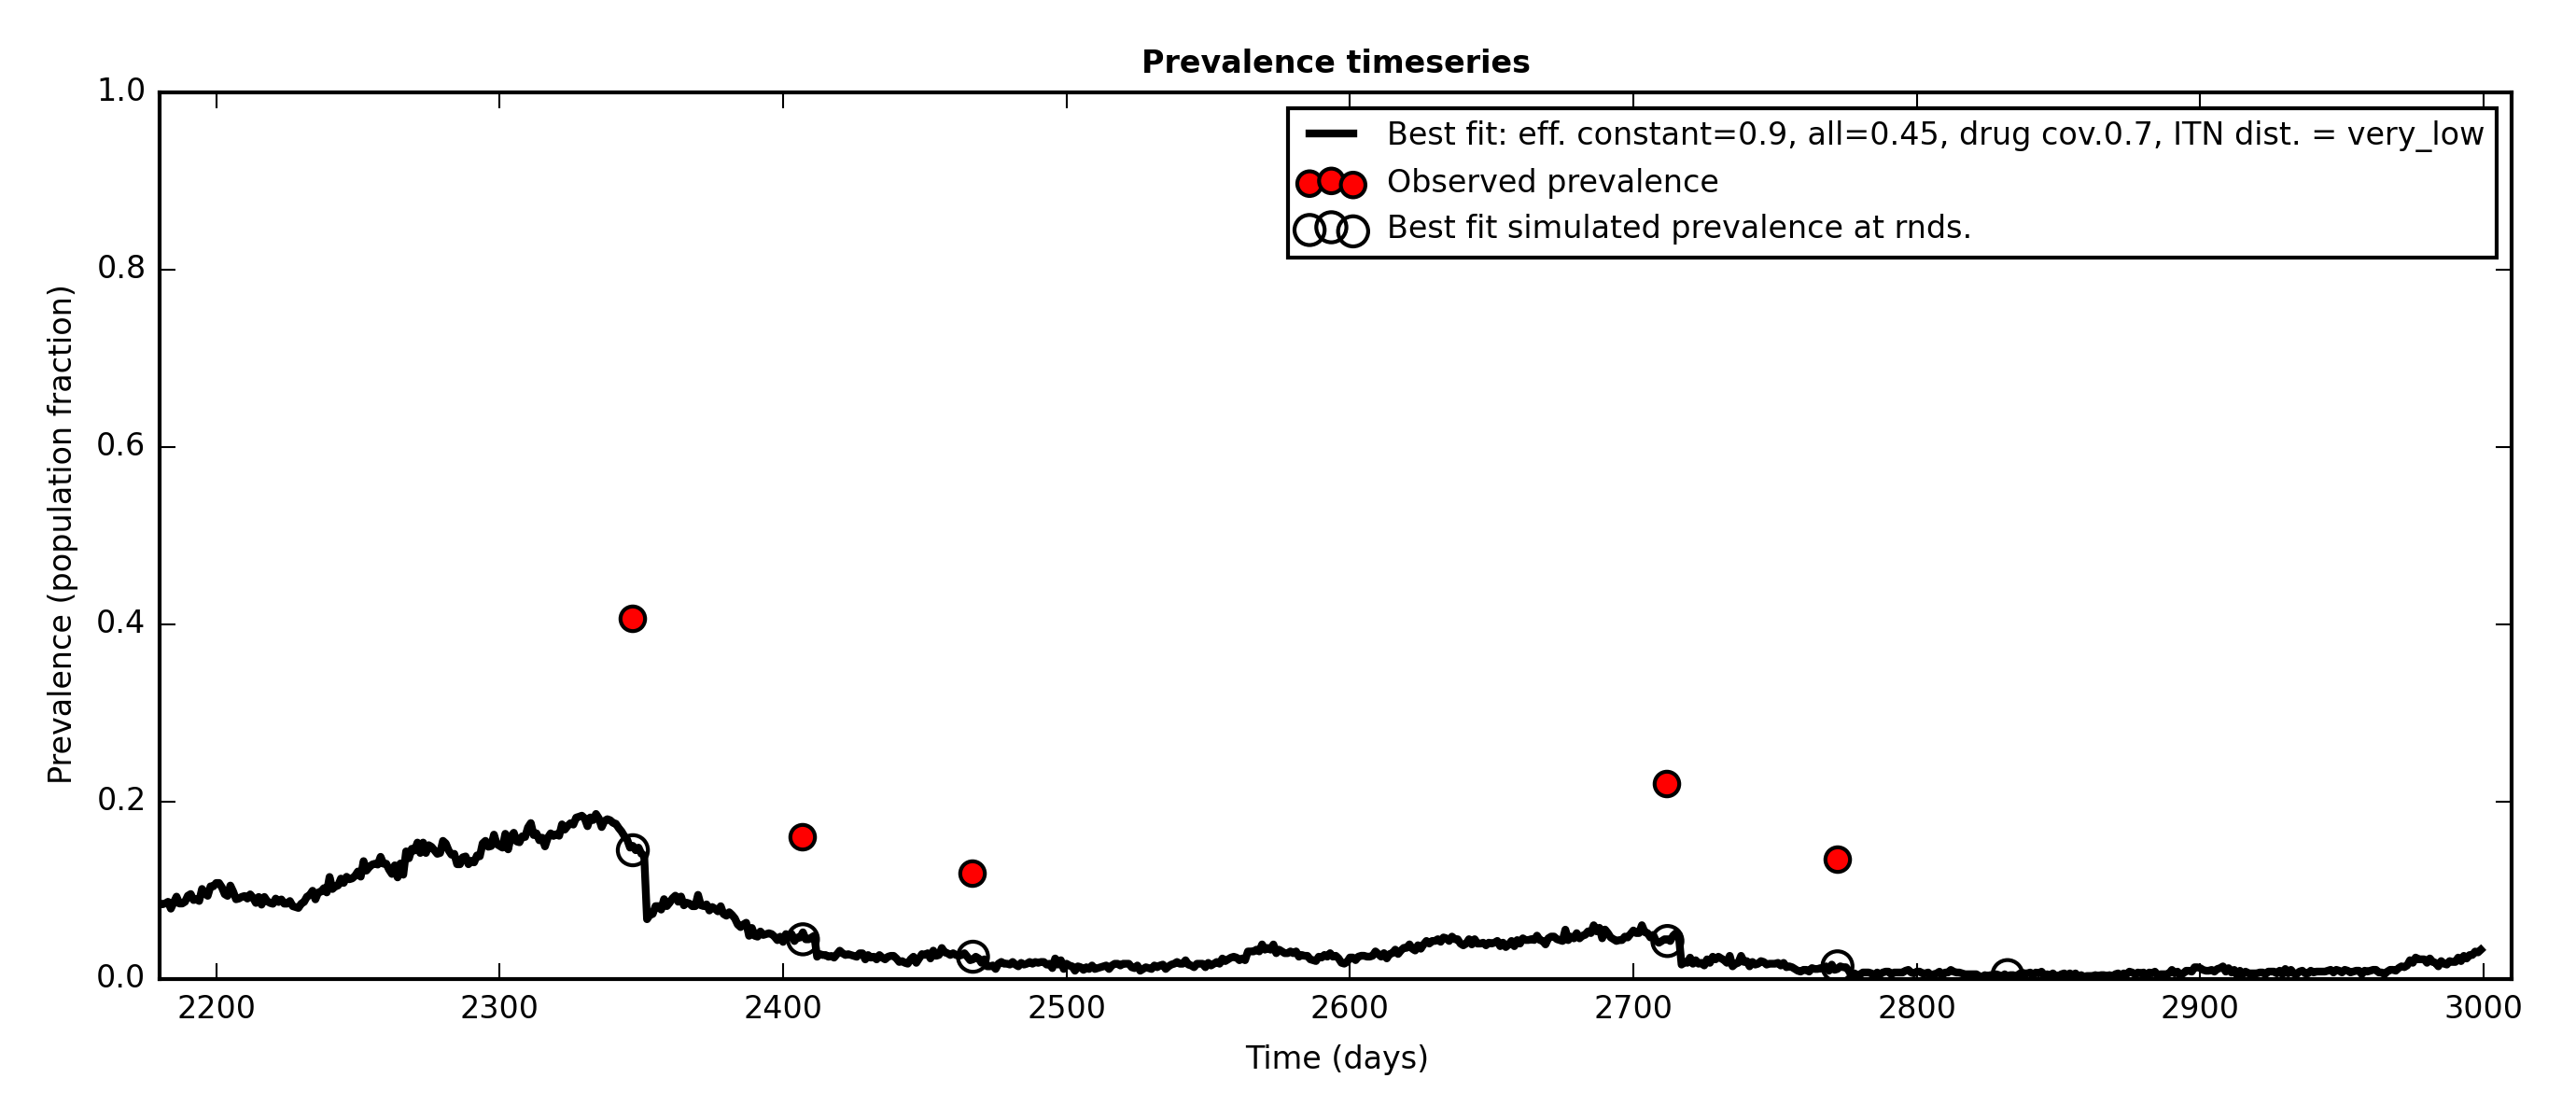 Prevalence timeseries
1.0
0.8
0.6
0.4
0.2
0.0
Prevalence (population fraction)
Best fit: eff. constant=0.9, all=0.45, drug cov.0.7, ITN dist. = very_low
Observed prevalence
Best fit simulated prevalence at rnds.
2200 2300 2400 2500 2600 2700 2800 2900 3000
Time (days)